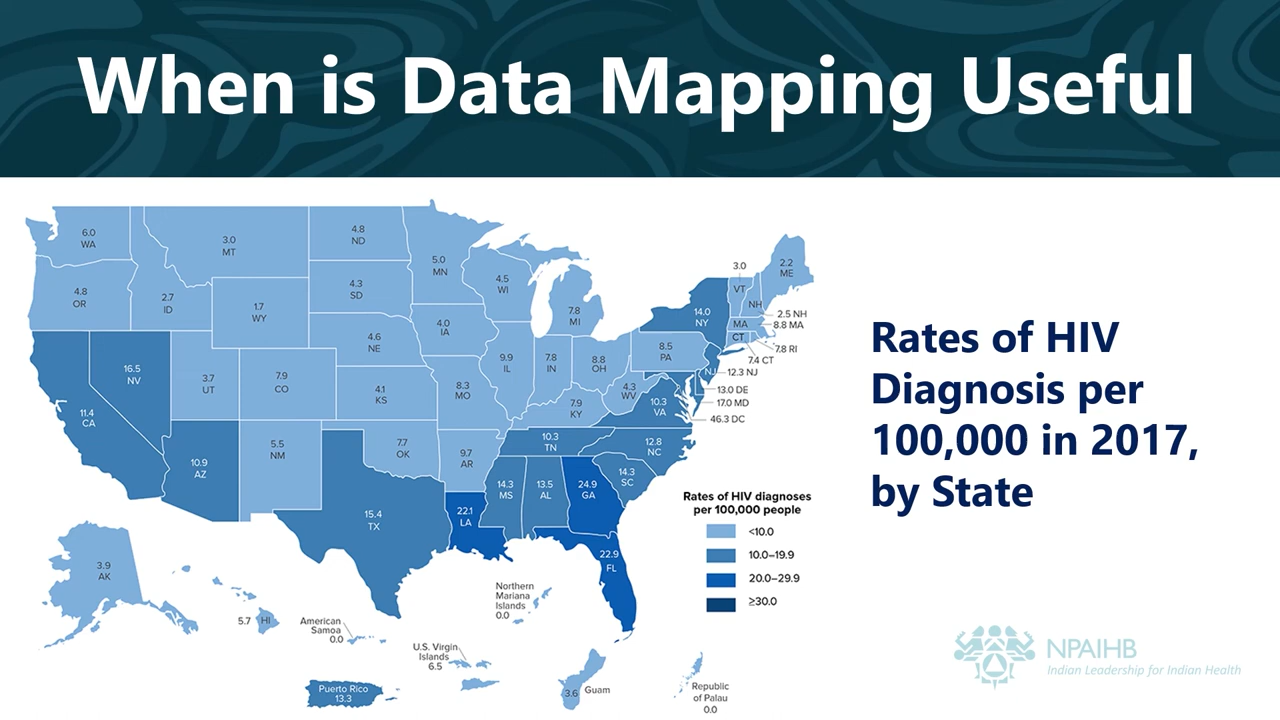 When is Data Mapping Useful
6.0
WA
3.0
MT
4.8
ND
5.0
MN
4.5
WI
7.8
MI
3.0
VT
2.2
ME
NH
2.5 NH
4.8
OR
2.7
ID
1.7
WY
4.3
SD
4.0
IA
14.0
NY
MA
8.8 MA
CT
7.8 RI
7.4 CT
16.5
NV
3.7
UT
7.9
CO
4.6
NE
9.9
IL
7.8
IN
8.8
OH
8.5
PA
NJ
12.3 NJ
13.0 DE
17.0 MD
46.3 DC
11.4
CA
4.1
KS
8.3
MO
7.9
KY
4.3
WV
10.3
VA
10.9
AZ
5.5
NM
7.7
OK
9.7
AR
10.3
TN
12.8
NC
14.3
SC
15.4
TX
22.1
LA
14.3
MS
13.5
AL
24.9
GA
22.9
FL
3.9
AK
5.7
HI
American
Samoa
0.0
Northern
Mariana
Islands
0.0
U.S. Virgin
Islands
6.5
Puerto Rico
13.3
3.6
Guam
Republic
of Palau
0.0
Rates of HIV diagnoses
per 100,000 people
<10.0
10.0–19.9
20.0–29.9
≥30.0
Rates of HIV
Diagnosis per
100,000 in 2017,
by State
NPAIHB
Indian Leadership for Indian Health